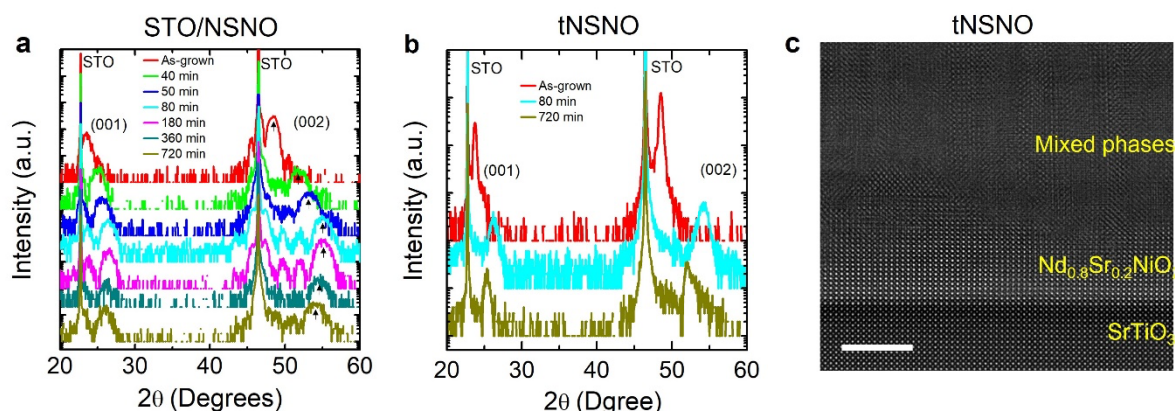 STO/NSNO
tNSNO
tNSNO
a
b
c
STO
STO
As-grown
40 min
50 min
80 min
180 min
360 min
720 min
(001)
(002)
Intensity (a.u.)
20 30 40 50 60
2θ (Degrees)
STO
STO
As-grown
80 min
720 min
(001)
(002)
Intensity (a.u.)
20 30 40 50 60
2θ (Dgree)
Mixed phases
Nd0.8Sr0.2NiO
SrTiO3